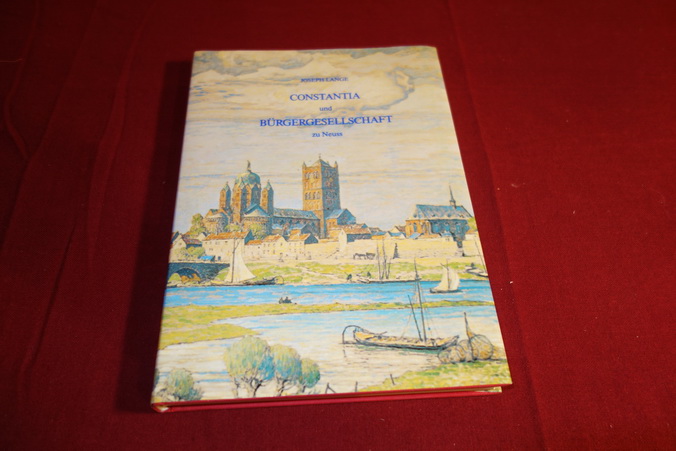 JOSEPH LANGE
CONSTANTIA
und
BÜRGERGESELLSCHAFT
zu Neuss